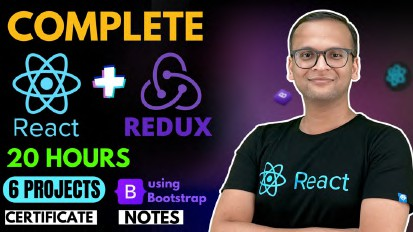 COMPLETE
React
+
REDUX
20 HOURS
6 PROJECTS
B
using
Bootstrap
CERTIFICATE
NOTES
React